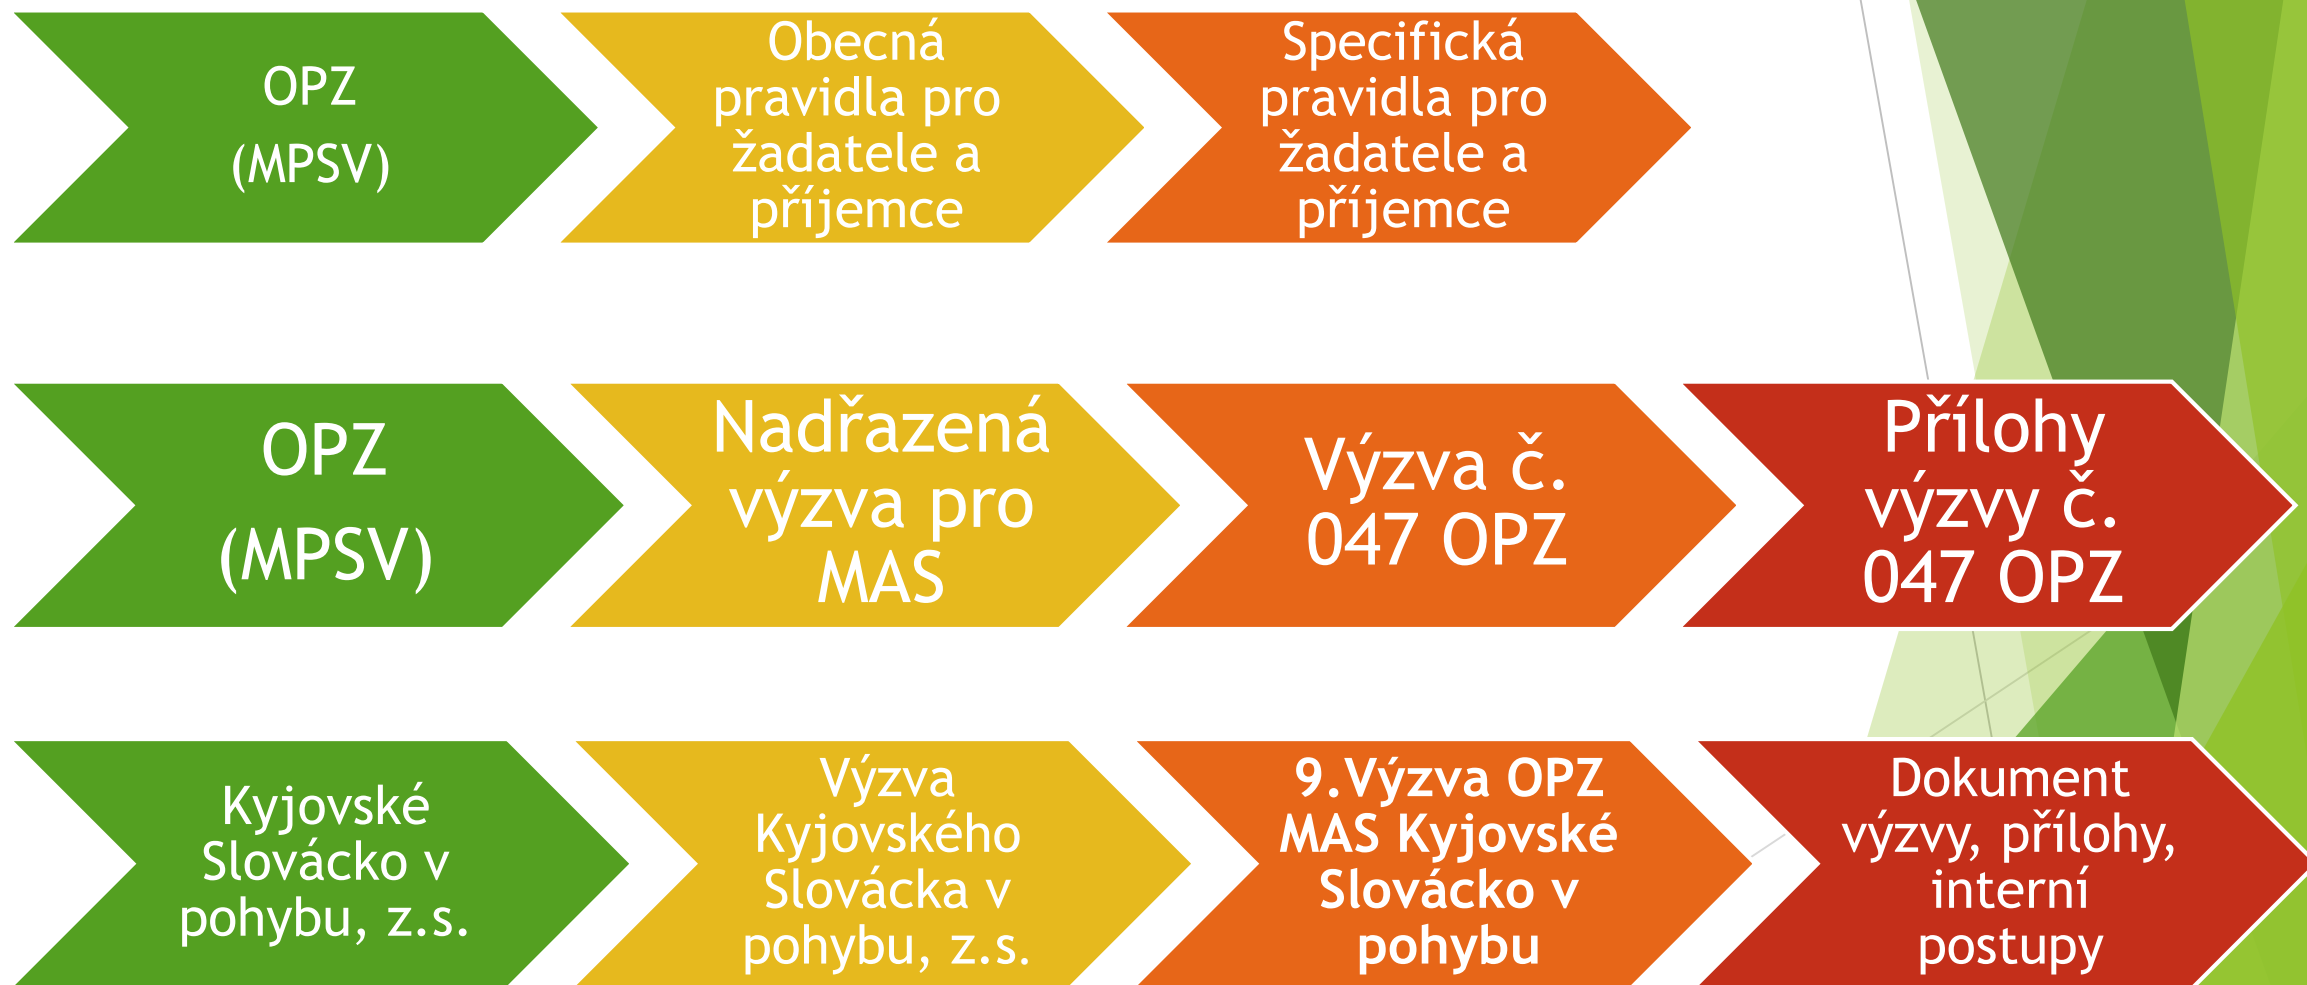 OPZ
(MPSV)
Obecná
pravidla pro
žadatele a
příjemce
Specifická
pravidla pro
žadatele a
příjemce
OPZ
(MPSV)
Nadřazená
výzva pro
MAS
Výzva č.
047 OPZ
Přílohy
výzvy č.
047 OPZ
Kyjovské
Slovácko v
pohybu, z.s.
Výzva
Kyjovského
Slovácka v
pohybu, z.s.
9.Výzva OPZ
MAS Kyjovské
Slovácko v
pohybu
Dokument
výzvy, přílohy,
interní
postupy